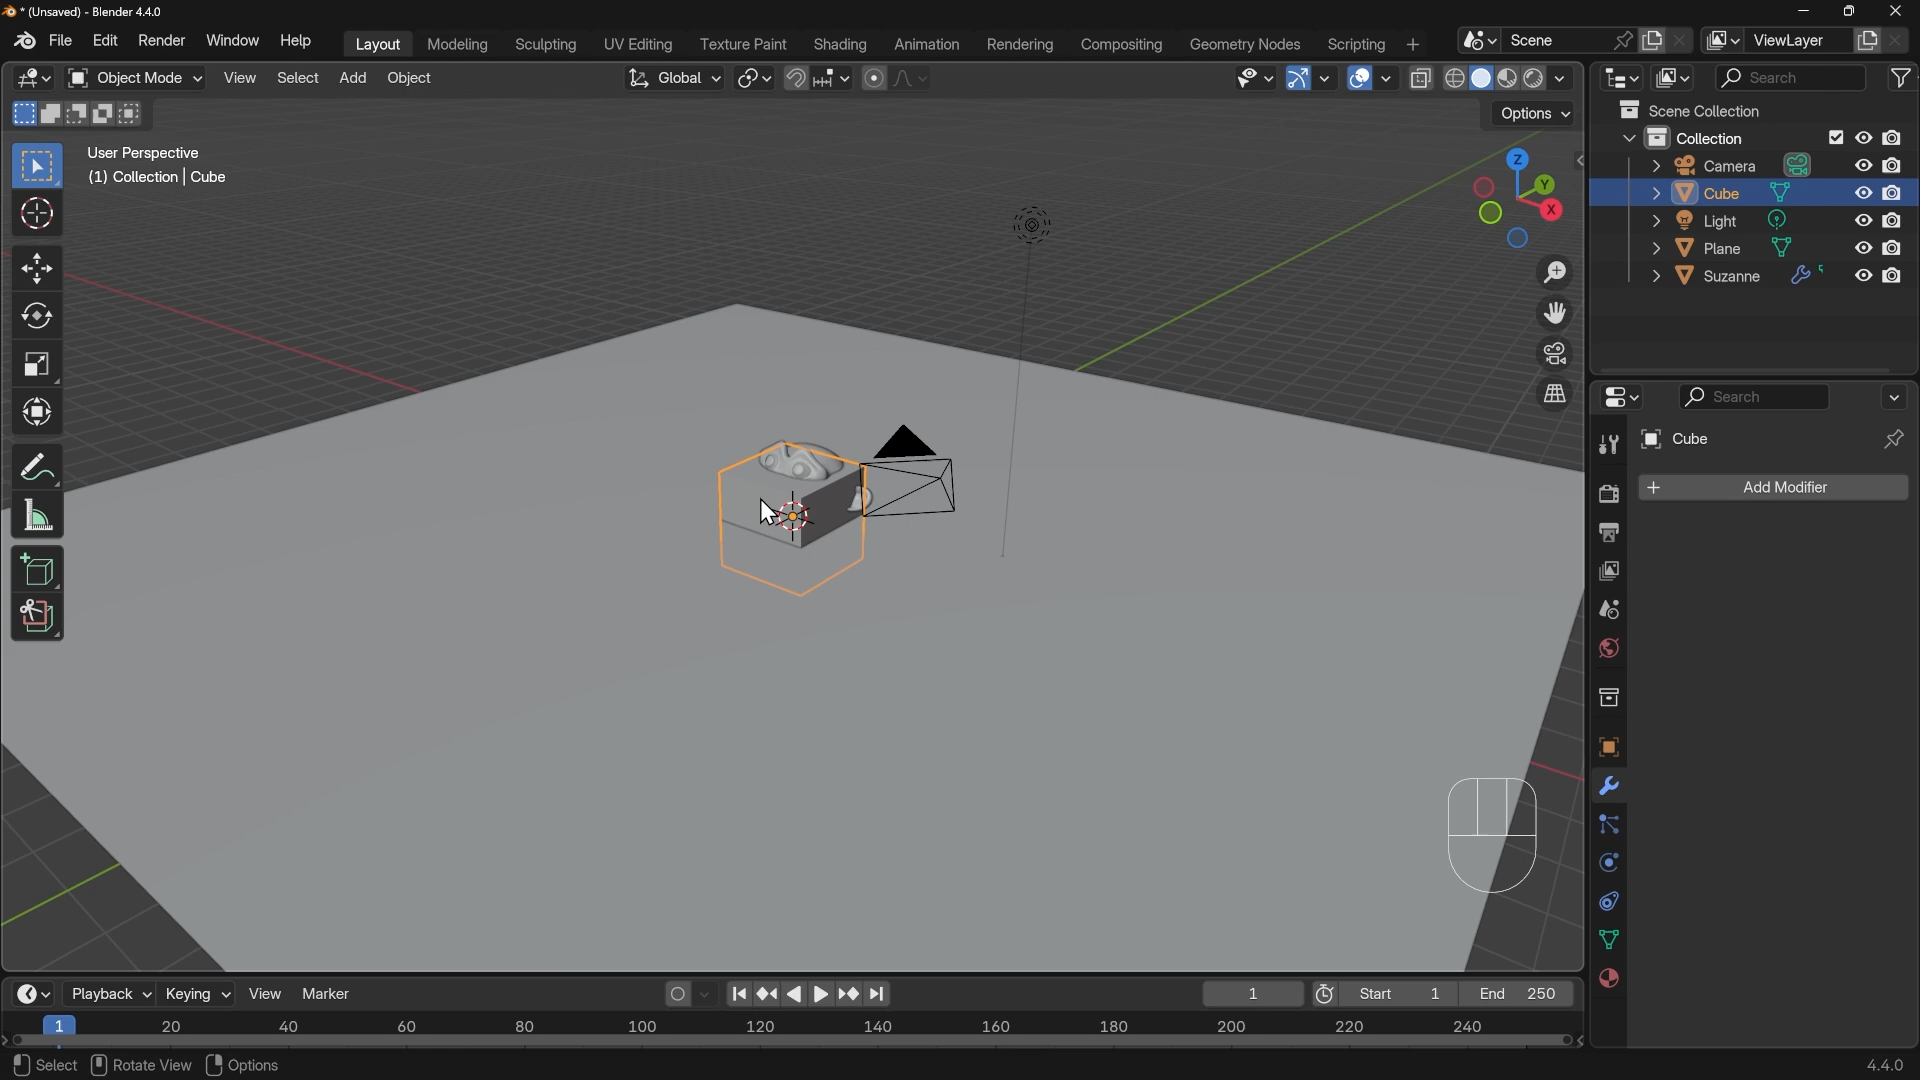 * (Unsaved) - Blender 4.4.0
File Edit Render Window Help Layout Modeling Sculpting UV Editing Texture Paint Shading Animation Rendering Compositing Geometry Nodes Scripting + Scene ViewLayer
Object Mode View Select Add Object Global Search
Options
User Perspective
(1) Collection | Cube
Z
Y
X
Scene Collection
Collection
Camera
Cube
Light
Plane
Suzanne
Search
Cube
+ Add Modifier
Playback Keying View Marker 1 Start 1 End 250
1 20 40 60 80 100 120 140 160 180 200 220 240
Select Rotate View Options 4.4.0